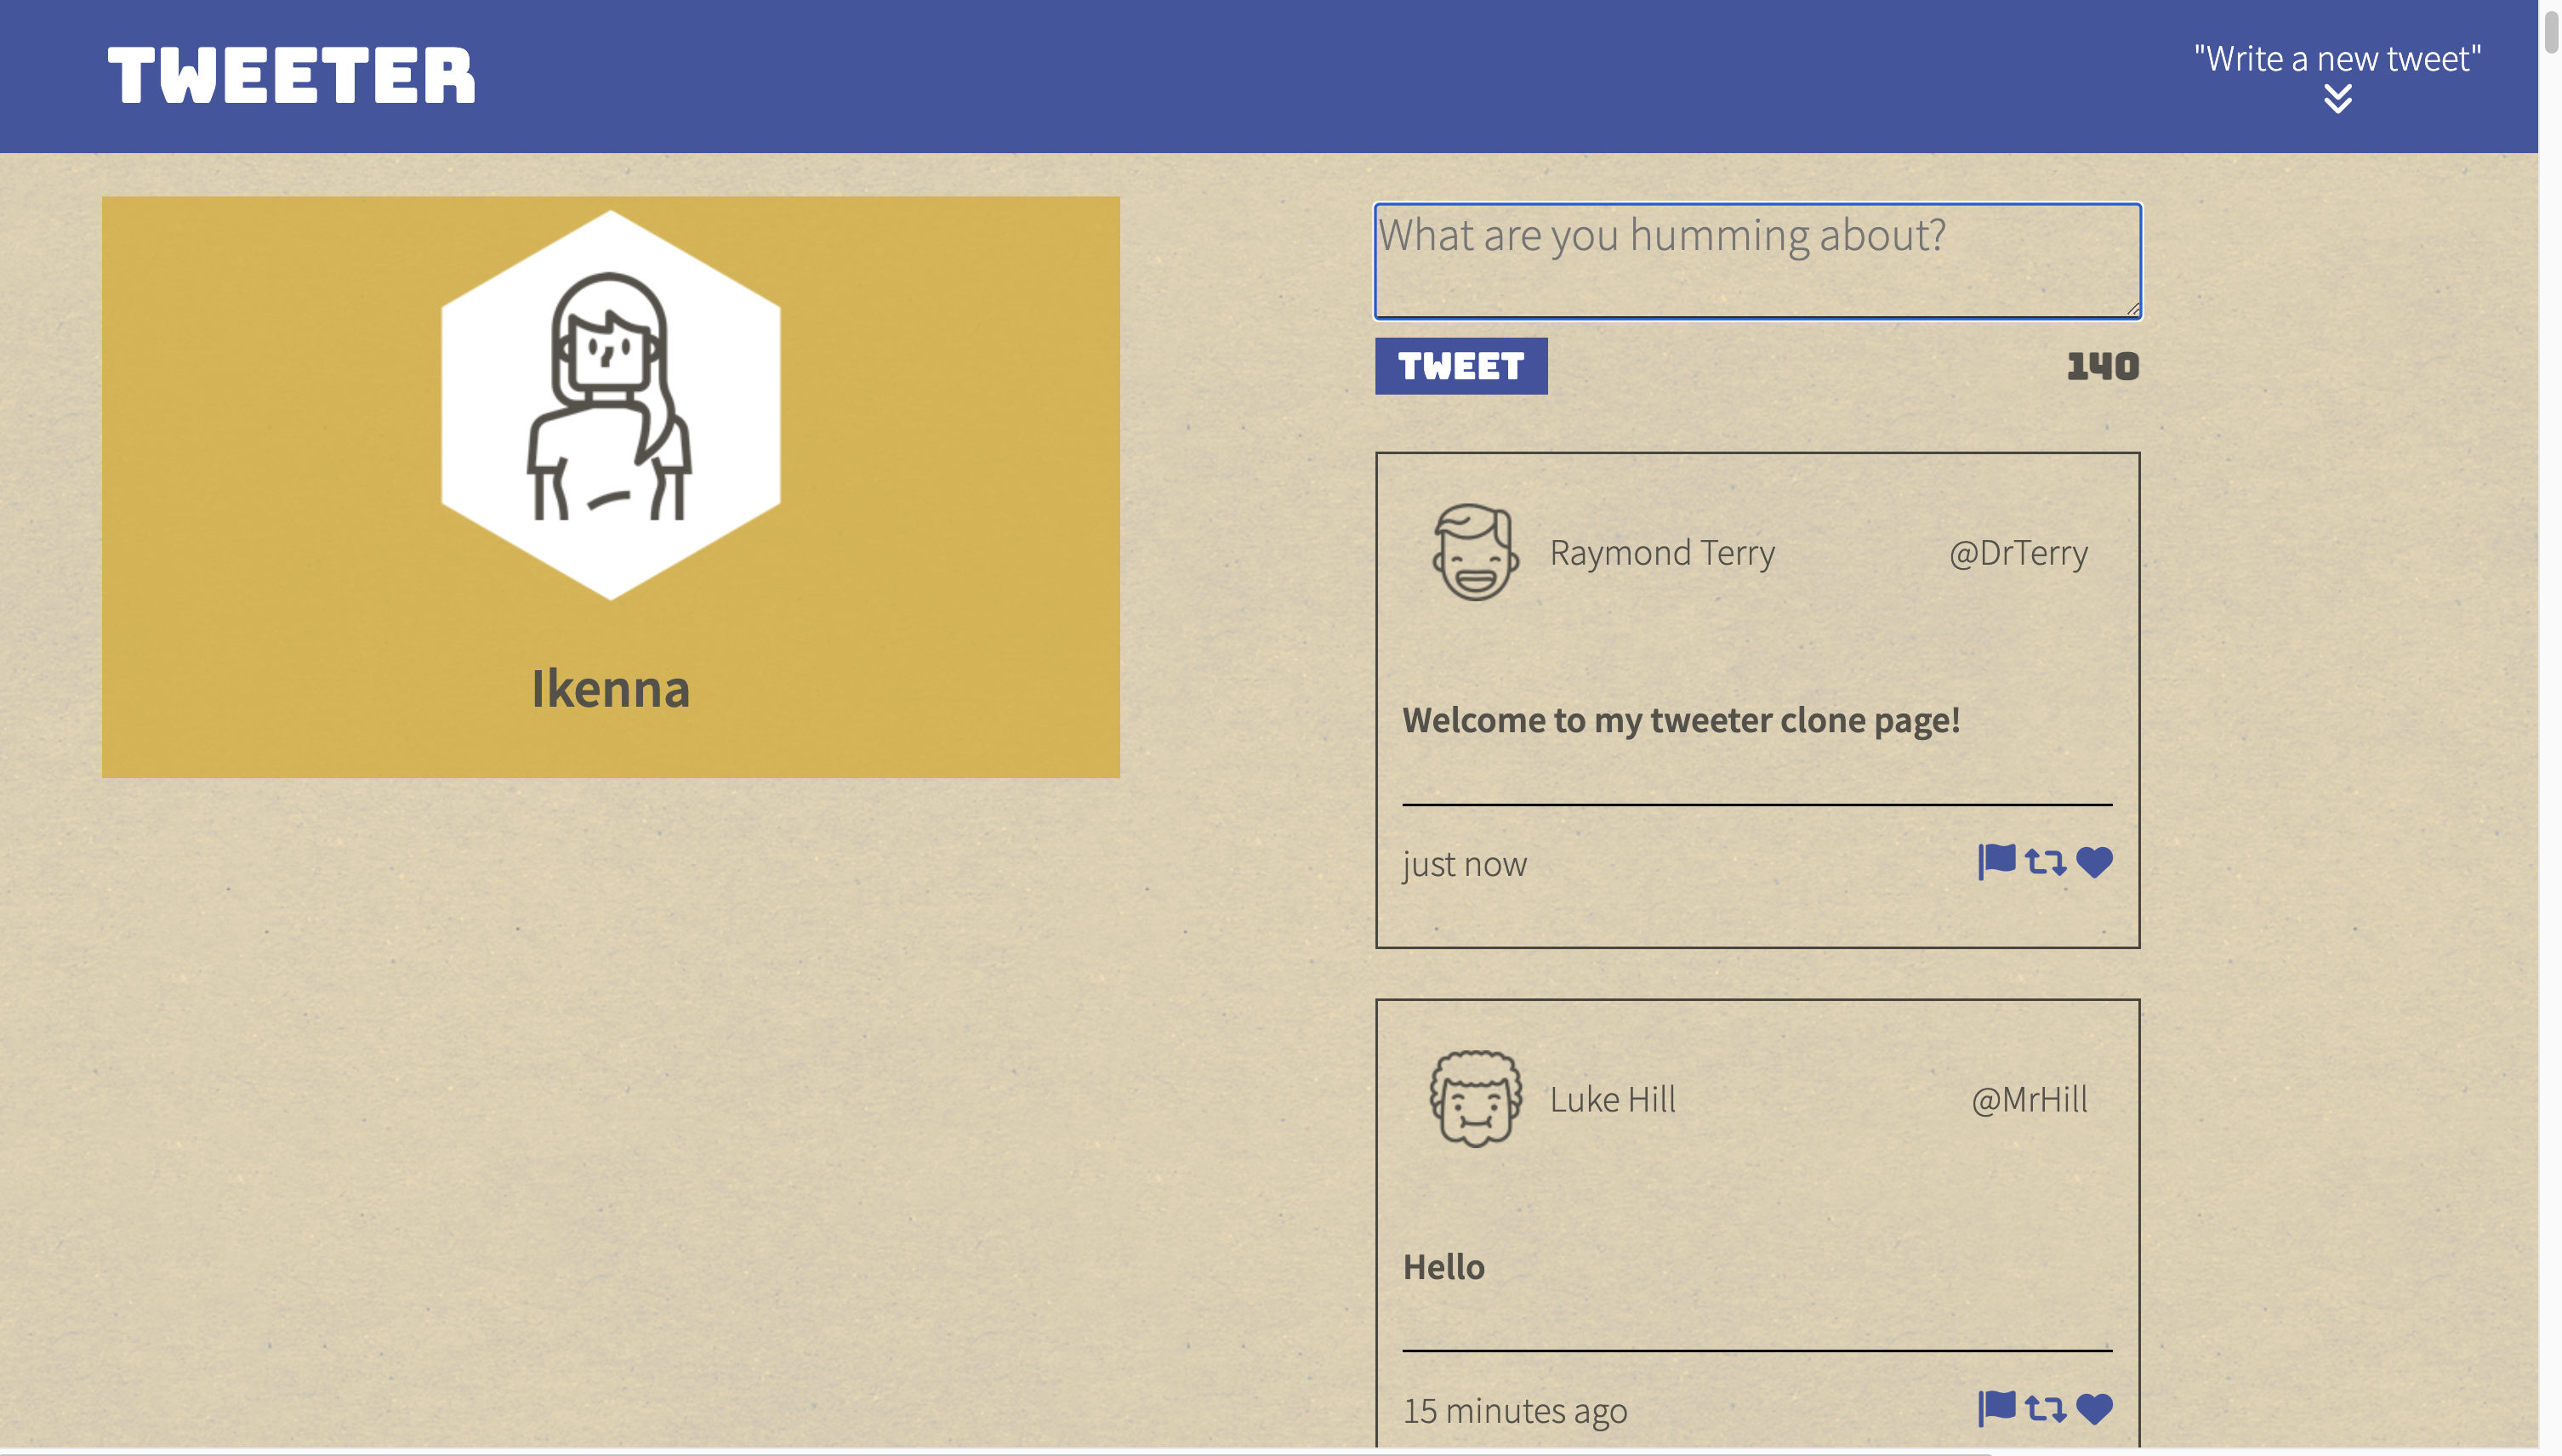 TWEETER
"Write a new tweet"
Ikenna
What are you humming about?
TWEET
140
Raymond Terry
@DrTerry
Welcome to my tweeter clone page!
just now
Luke Hill
@MrHill
Hello
15 minutes ago